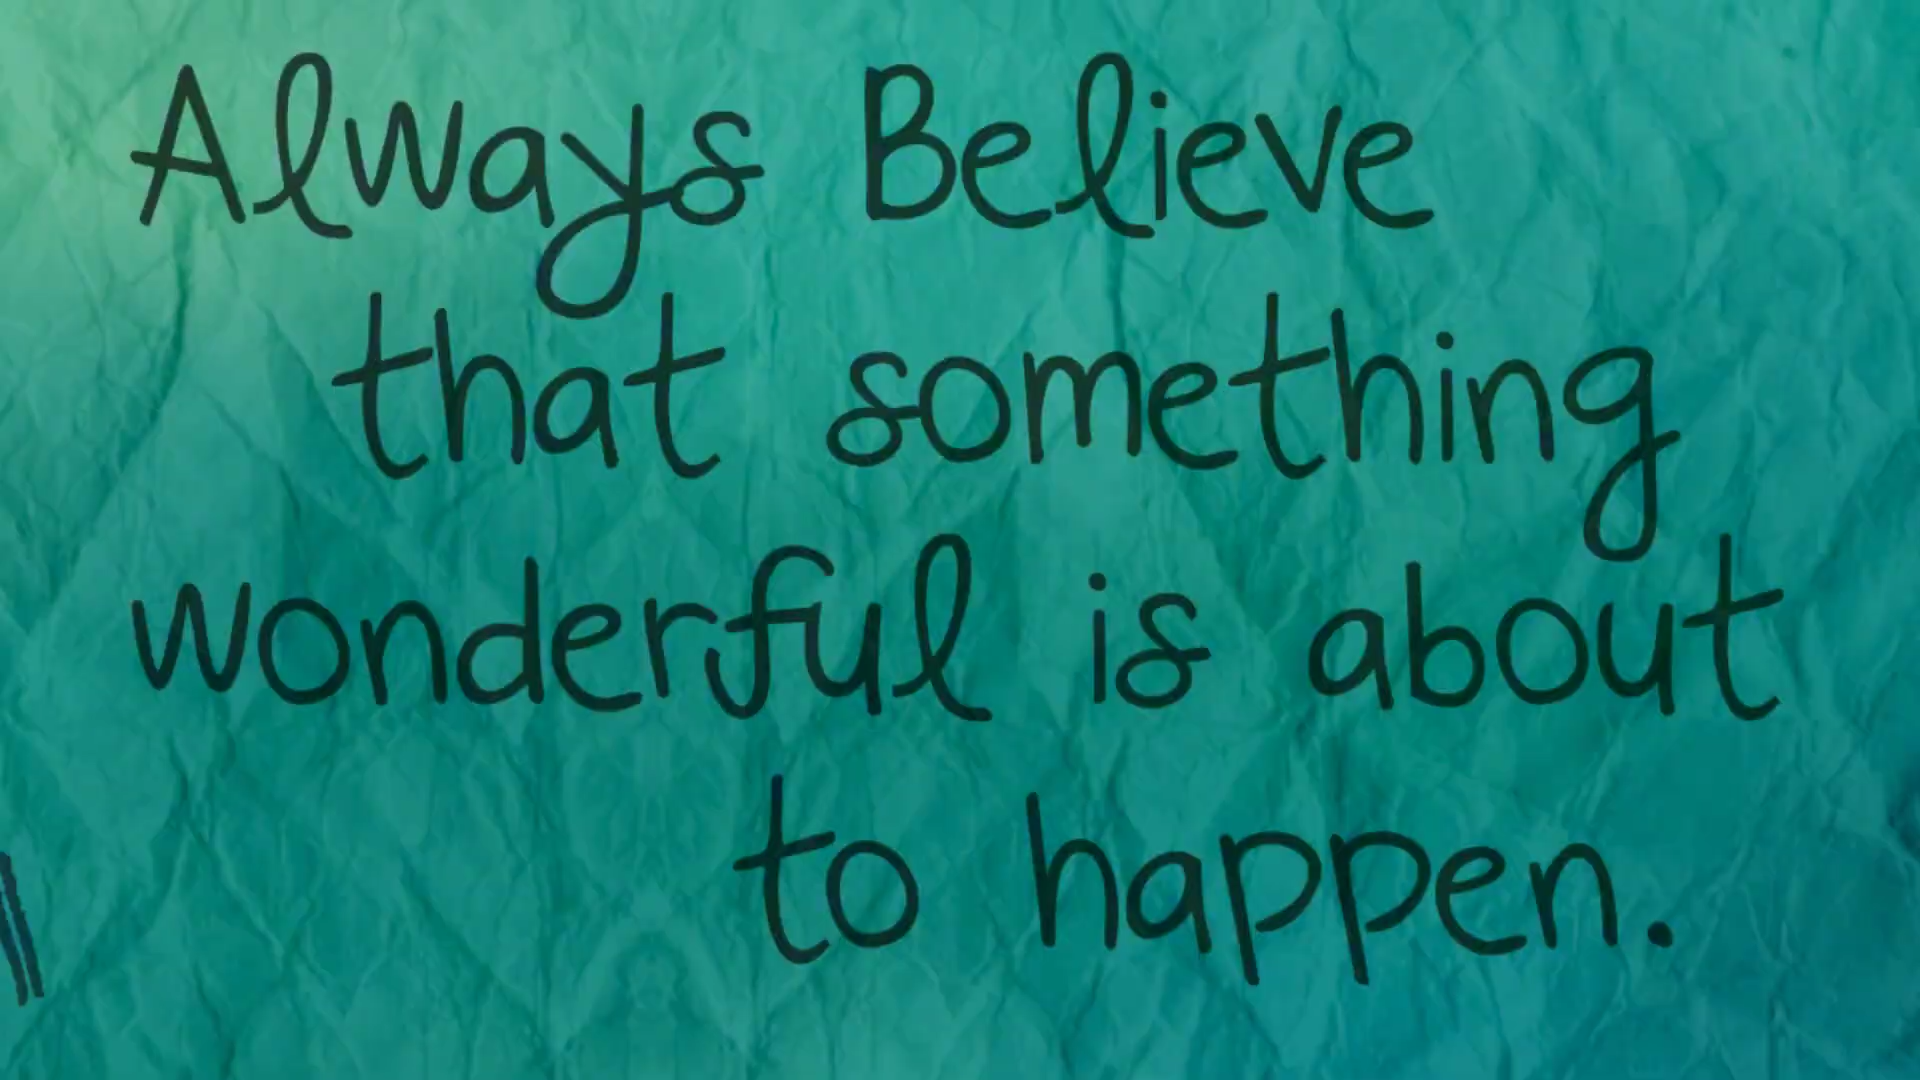 Always Believe
that something
wonderful is about
to happen.